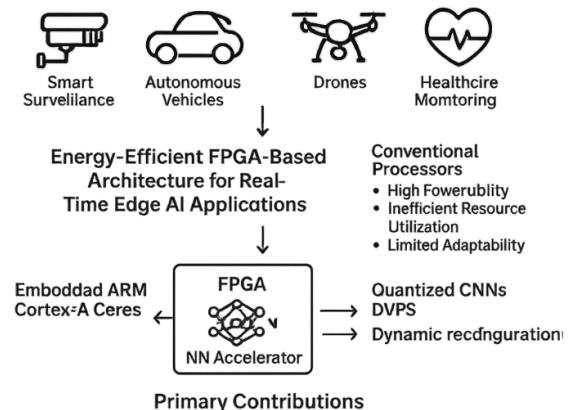 Smart
Survelilance
Autonomous
Vehicles
Drones
Healthcire
Momtoring
Energy-Efficient FPGA-Based
Architecture for Real-
Time Edge AI Applications
Conventional
Processors
• High Fowerublity
• Inefficient Resource
Utilization
• Limited Adaptability
Emboddad ARM
Cortex-A Ceres
FPGA
NN Accelerator
Quantized CNNs
DVPS
Primary Contributions